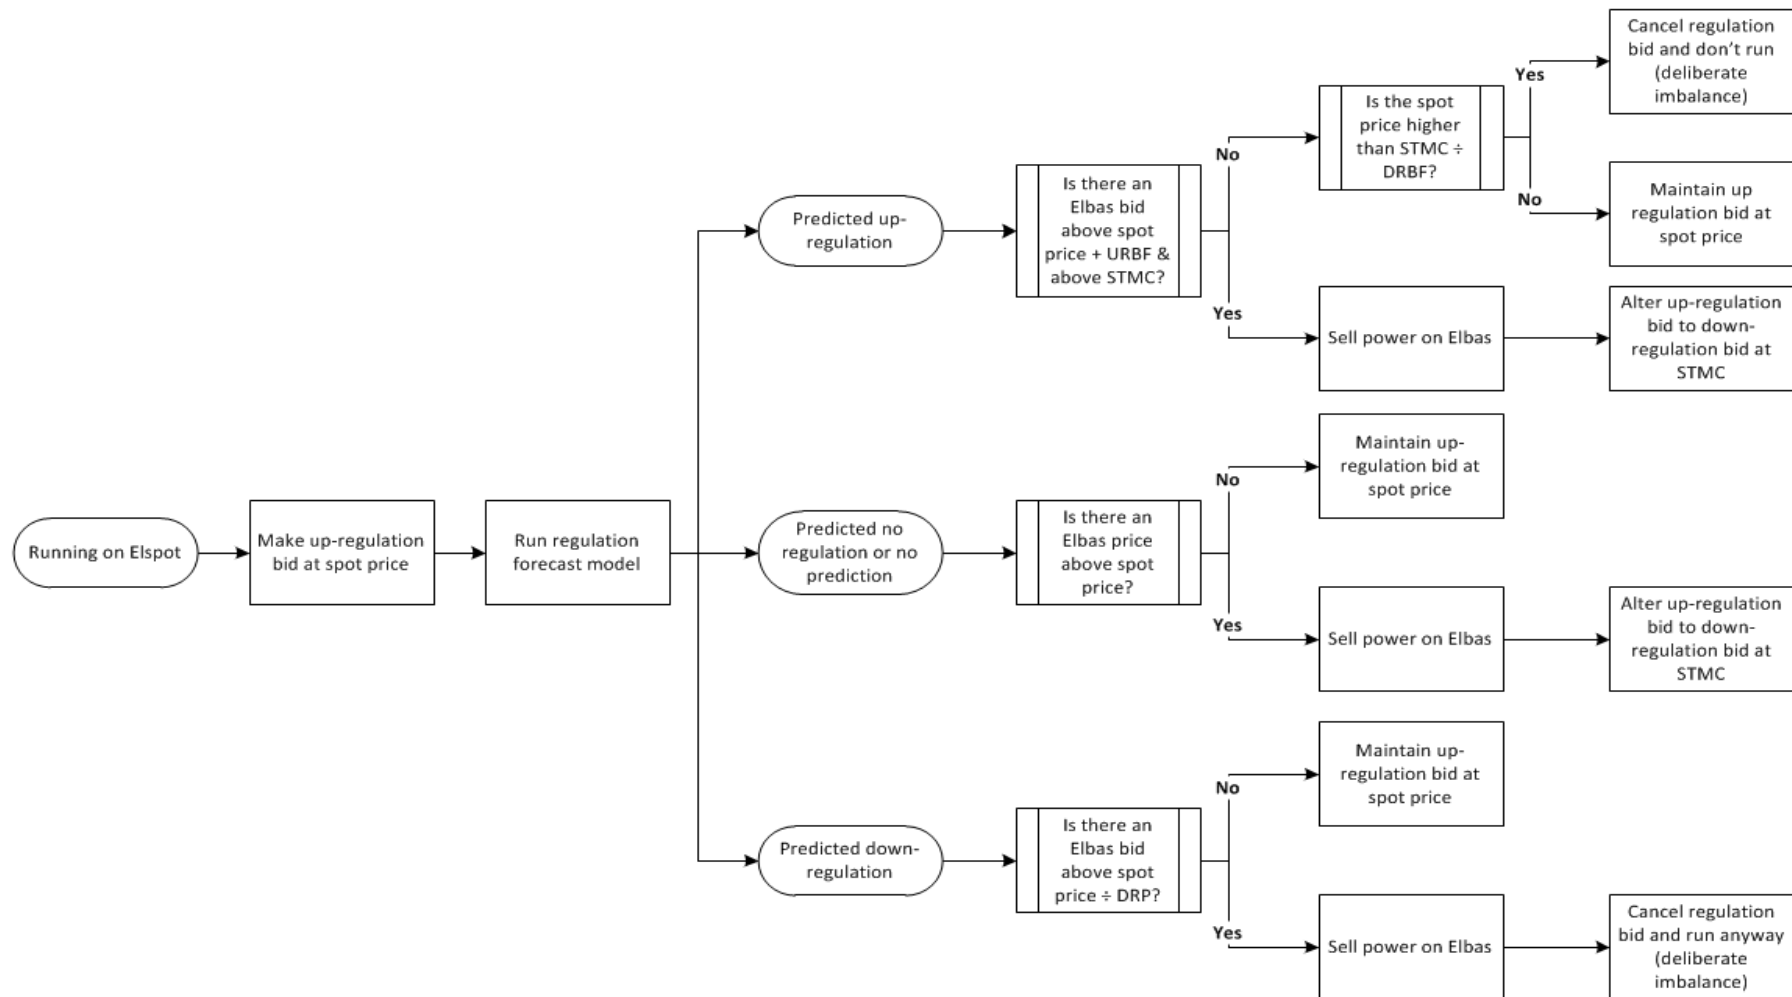 Running on Elspot
Make up-regulation
bid at spot price
Run regulation
forecast model
Predicted up-
regulation
Is there an
Elbas bid
above spot
price + URBF &
above STMC?
No
Is the spot
price higher
than STMC ÷
DRBF?
Yes
Cancel regulation
bid and don't run
(deliberate
imbalance)
No
Maintain up
regulation bid at
spot price
Yes
Sell power on Elbas
Alter up-regulation
bid to down-
regulation bid at
STMC
Predicted no
regulation or no
prediction
Is there an
Elbas price
above spot
price?
No
Maintain up-
regulation bid at
spot price
Yes
Sell power on Elbas
Alter up-regulation
bid to down-
regulation bid at
STMC
Predicted down-
regulation
Is there an
Elbas bid
above spot
price ÷ DRP?
No
Maintain up-
regulation bid at
spot price
Yes
Sell power on Elbas
Cancel regulation
bid and run anyway
(deliberate
imbalance)